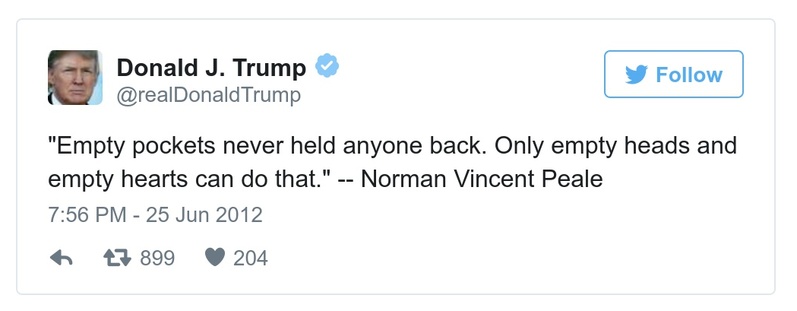 Donald J. Trump
@realDonaldTrump
Follow
"Empty pockets never held anyone back. Only empty heads and
empty hearts can do that." -- Norman Vincent Peale
7:56 PM - 25 Jun 2012
899 204